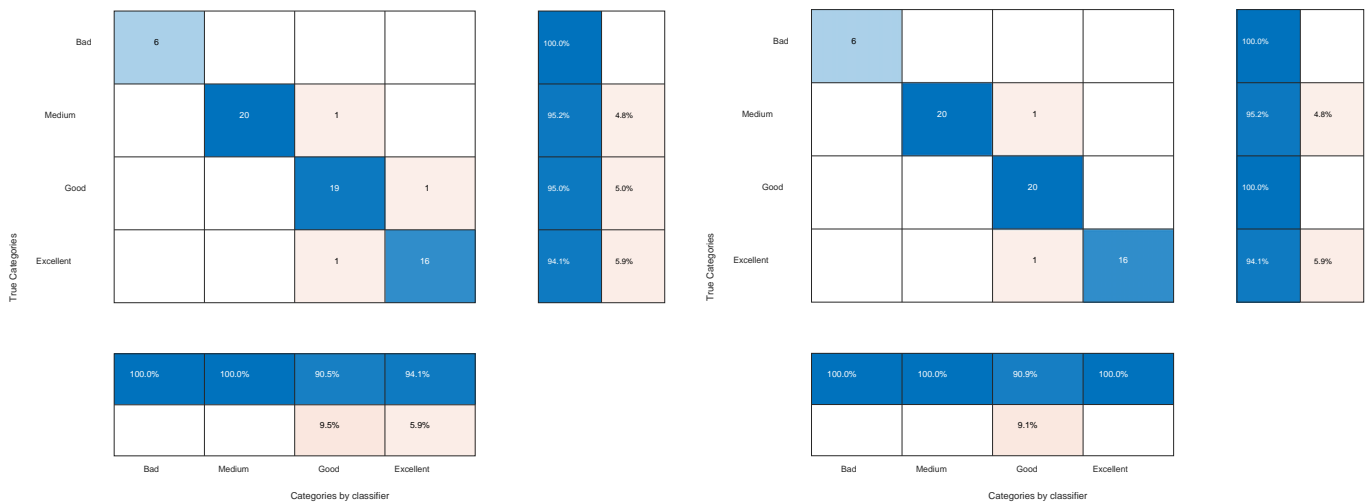 Bad 6 100.0%
Medium 20 1 95.2% 4.8%
Good 19 1 95.0% 5.0%
Excellent 1 16 94.1% 5.9%
True Categories
100.0% 100.0% 90.5% 94.1%
9.5% 5.9%
Bad Medium Good Excellent
Categories by classifier
Bad 6 100.0%
Medium 20 1 95.2% 4.8%
Good 20 100.0%
Excellent 1 16 94.1% 5.9%
True Categories
100.0% 100.0% 90.9% 100.0%
9.1%
Bad Medium Good Excellent
Categories by classifier